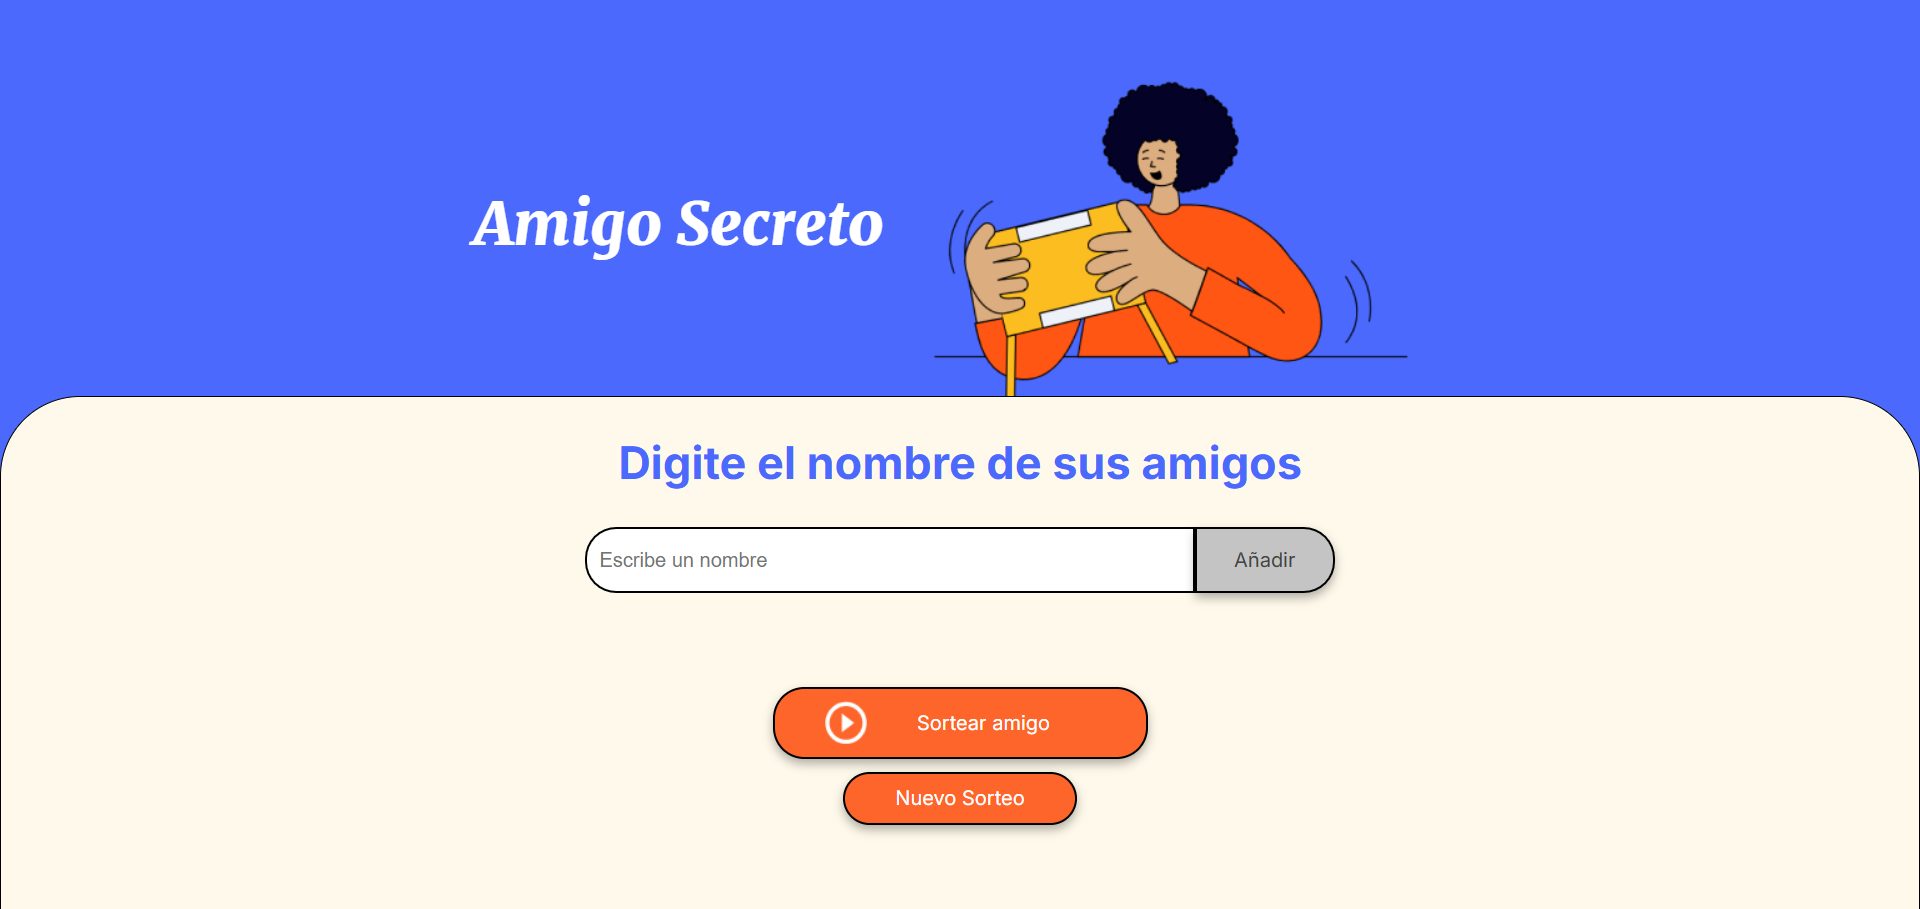 Amigo Secreto
Digite el nombre de sus amigos
Escribe un nombre
Añadir
Sortear amigo
Nuevo Sorteo